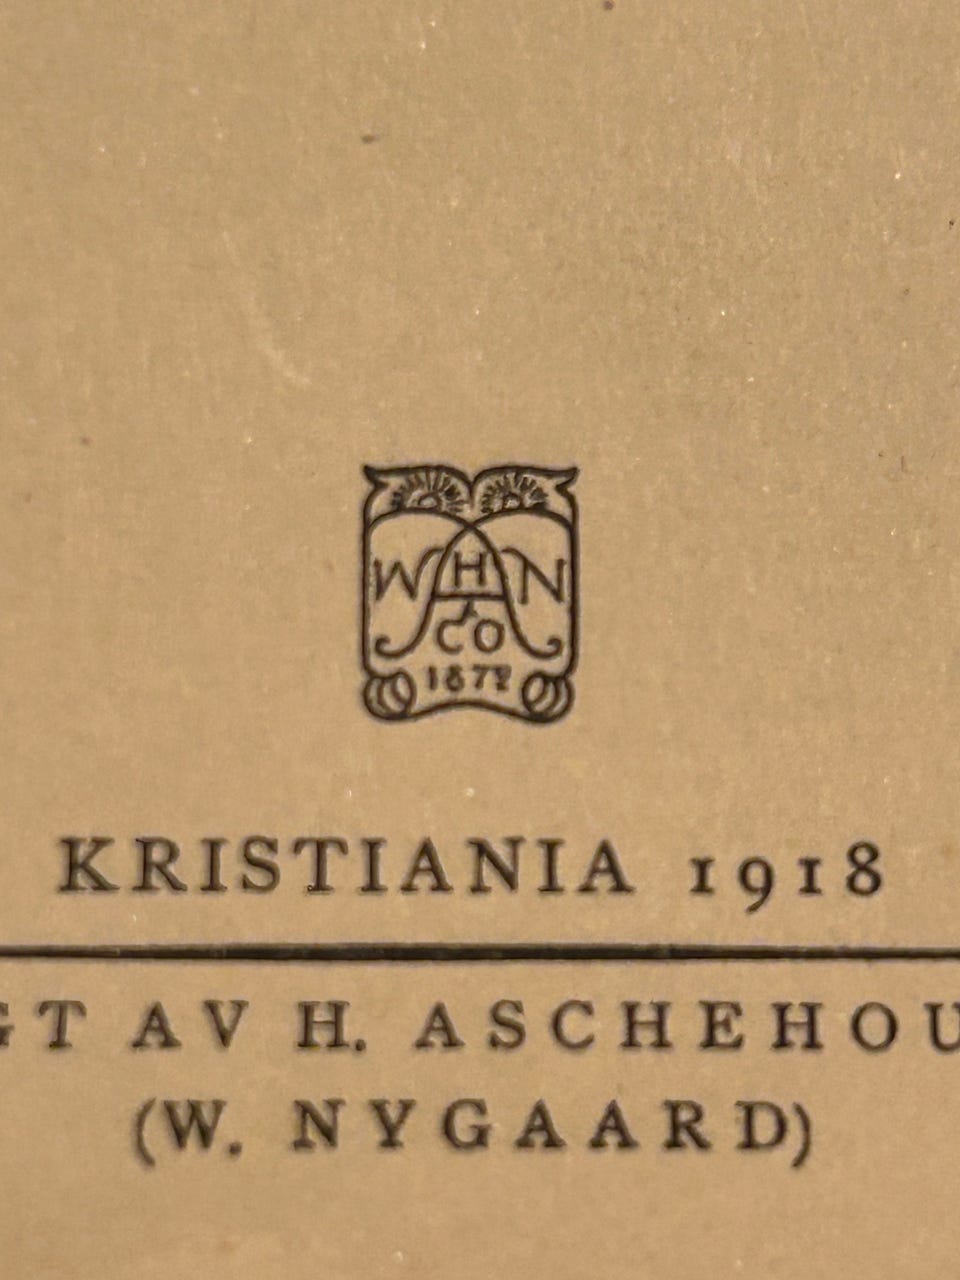 W H N
A
& CO
1872
KRISTIANIA 1918
GT AV H. ASCHEHOU
(W. NYGAARD)